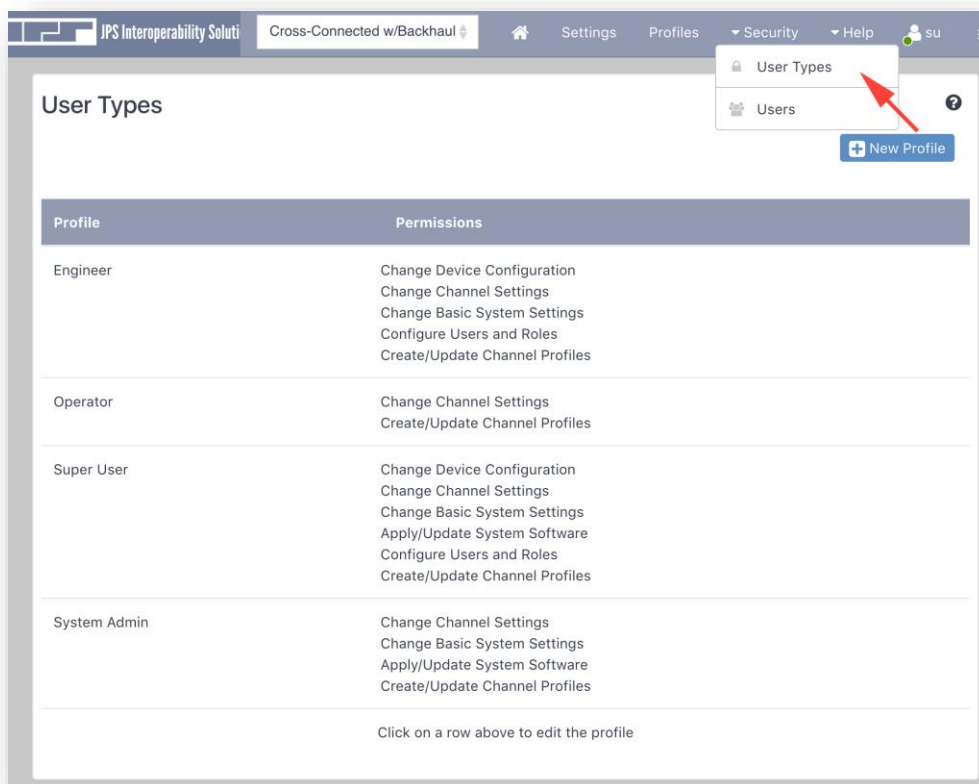 JPS Interoperability Soluti
Cross-Connected w/Backhaul
Settings
Profiles
Security
Help
su
User Types
Users
User Types
New Profile
Profile Permissions
Engineer Change Device Configuration
Change Channel Settings
Change Basic System Settings
Configure Users and Roles
Create/Update Channel Profiles
Operator Change Channel Settings
Create/Update Channel Profiles
Super User Change Device Configuration
Change Channel Settings
Change Basic System Settings
Apply/Update System Software
Configure Users and Roles
Create/Update Channel Profiles
System Admin Change Channel Settings
Change Basic System Settings
Apply/Update System Software
Create/Update Channel Profiles
Click on a row above to edit the profile